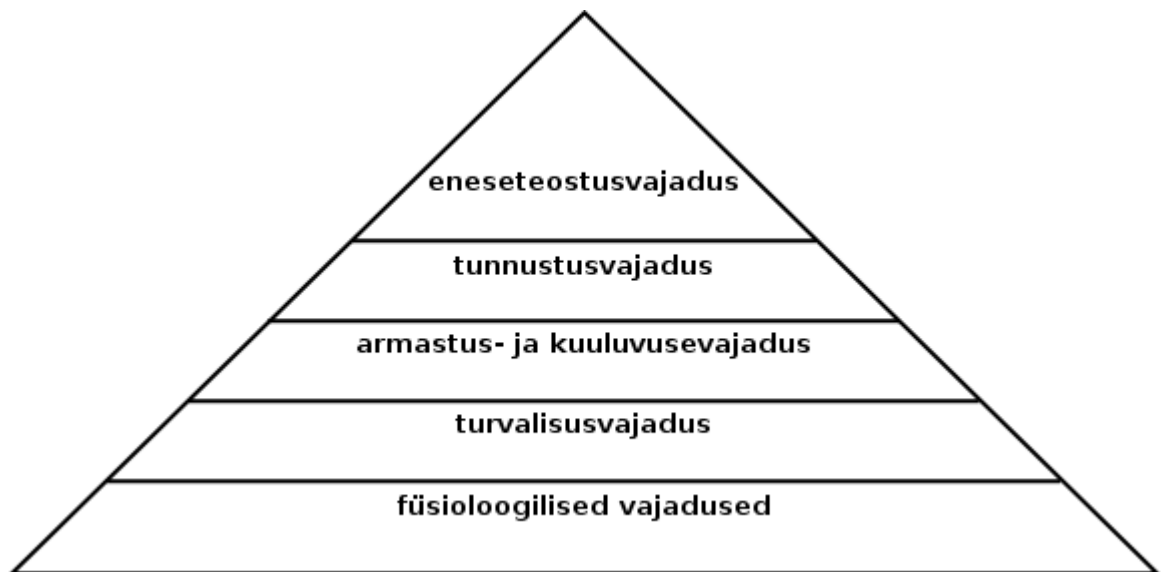 eneseteostusvajadus
tunnustusvajadus
armastus- ja kuuluvusevajadus
turvalisusvajadus
füsioloogilised vajadused